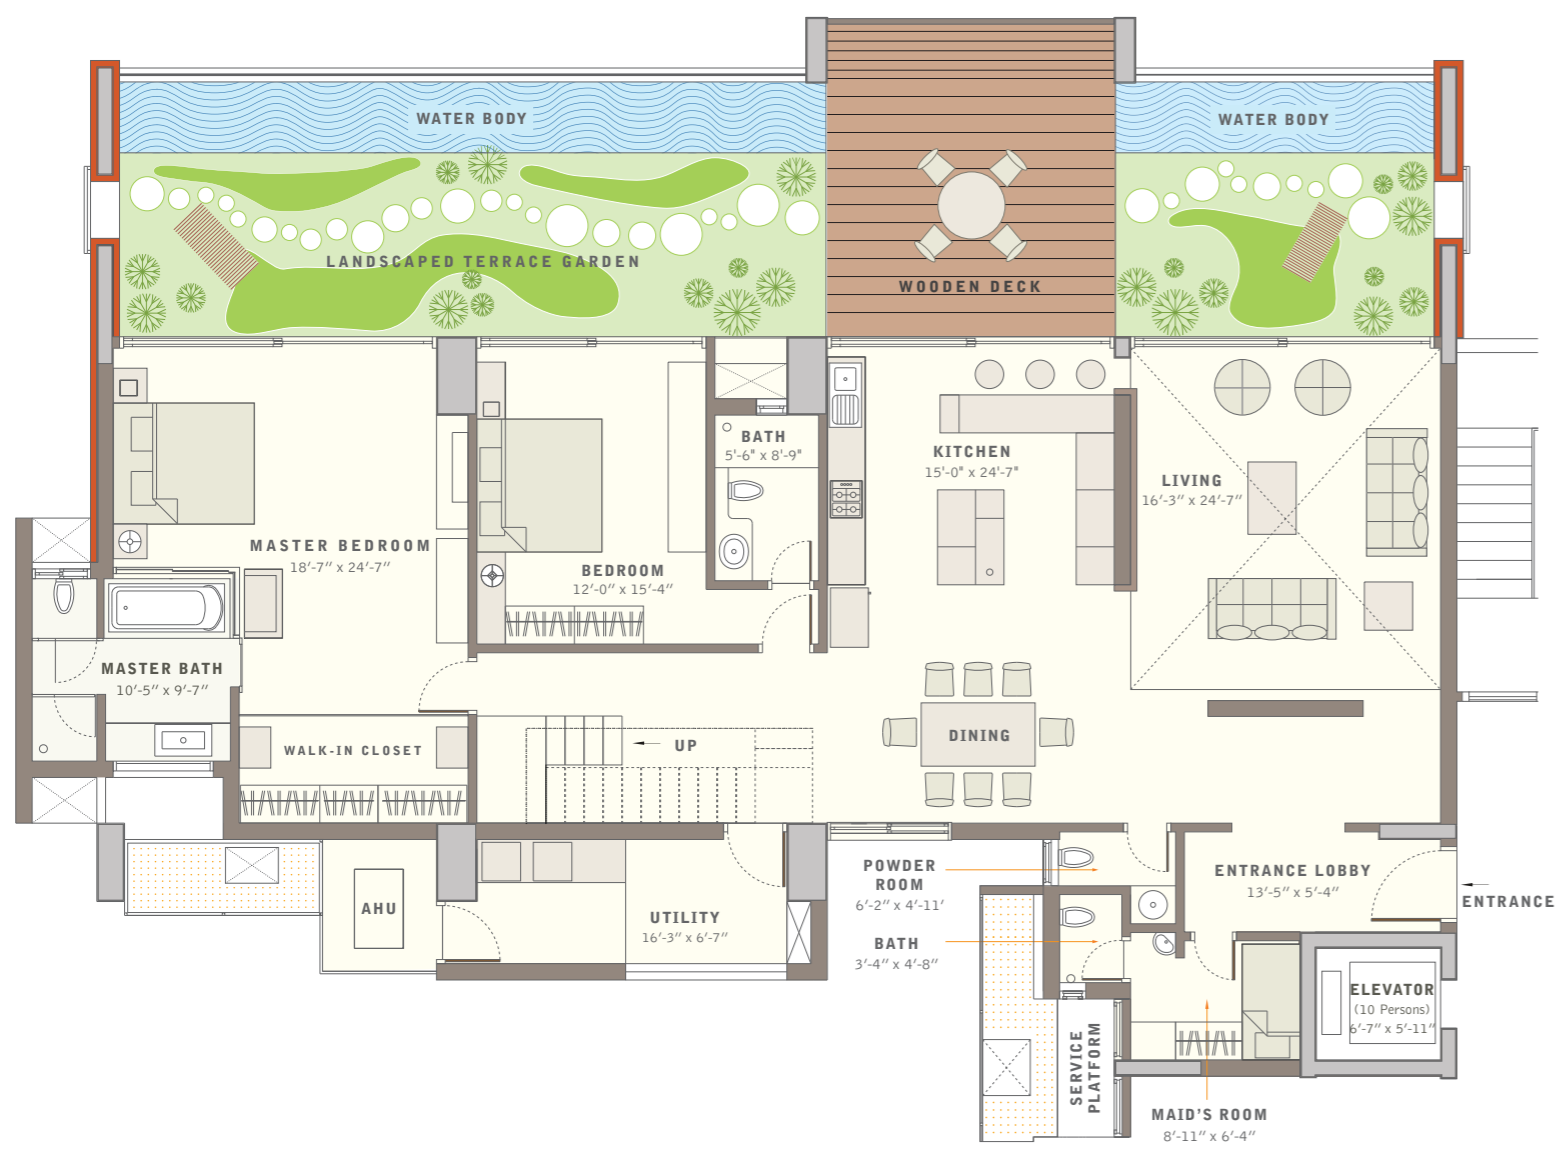 WATER BODY
WATER BODY
LANDSCAPED TERRACE GARDEN
WOODEN DECK
BATH
5'-6" x 8'-9"
KITCHEN
15'-0" x 24'-7"
LIVING
16′-3″ x 24′-7″
MASTER BEDROOM
18′-7″ x 24′-7″
BEDROOM
12′-0″ x 15′-4″
MASTER BATH
10′-5″ x 9′-7″
WALK-IN CLOSET
UP
DINING
POWDER
ROOM
6′-2″ x 4′-11′
ENTRANCE LOBBY
13′-5″ x 5′-4″
ENTRANCE
AHU
UTILITY
16′-3″ x 6′-7″
BATH
3′-4″ x 4′-8″
ELEVATOR
(10 Persons)
6′-7″ x 5′-11″
SERVICE
PLATFORM
MAID'S ROOM
8′-11″ x 6′-4″